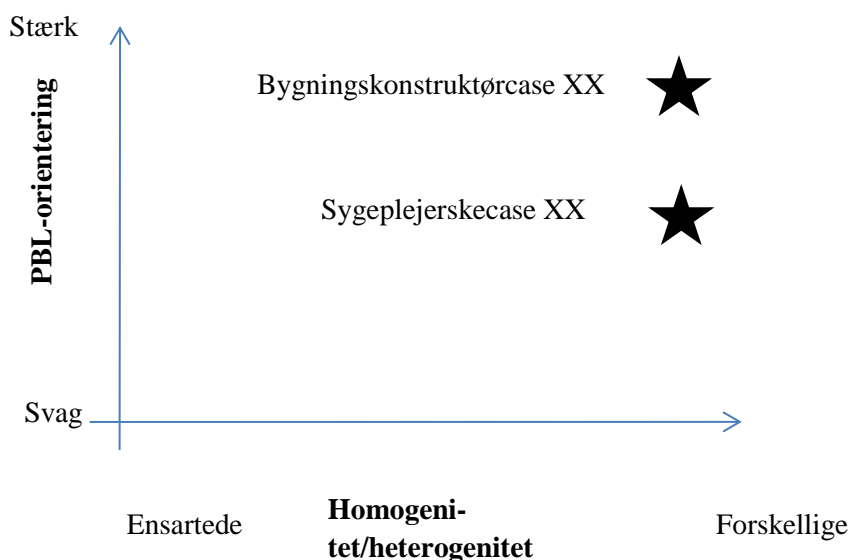 Stærk
Bygningskonstruktørcase XX
PBL-orientering
Sygeplejerskecase XX
Svag
Ensartede
Homogeni-
tet/heterogenitet
Forskellige